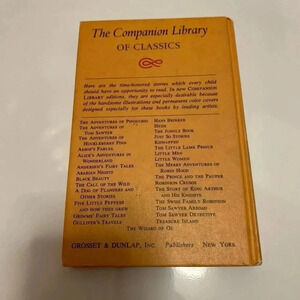 The Companion Library
OF CLASSICS
Here are the time-honored stories which every child
should have an opportunity to read. In new COMPANION
LIBRARY editions, they are especially desirable because
of the handsome illustrations and permanent color covers
designed especially for these books by leading artists.
The Adventures of Pinocchio
The Adventures of
Tom Sawyer
The Adventures of
Huckleberry Finn
Aesop's Fables
Alice's Adventures in
Wonderland
Andersen's Fairy Tales
Arabian Nights
Black Beauty
The Call of the Wild
A Dog of Flanders and
Other Stories
Five Little Peppers
and How They Grew
Grimms' Fairy Tales
Gulliver's Travels
Hans Brinker
Heidi
The Jungle Book
Just So Stories
Kidnapped
The Little Lame Prince
Little Men
Little Women
The Merry Adventures of
Robin Hood
The Prince and the Pauper
Robinson Crusoe
The Story of King Arthur
and His Knights
The Swiss Family Robinson
Tom Sawyer Abroad
Tom Sawyer Detective
Treasure Island
The Wizard of Oz
GROSSET & DUNLAP, Inc. Publishers NEW YORK